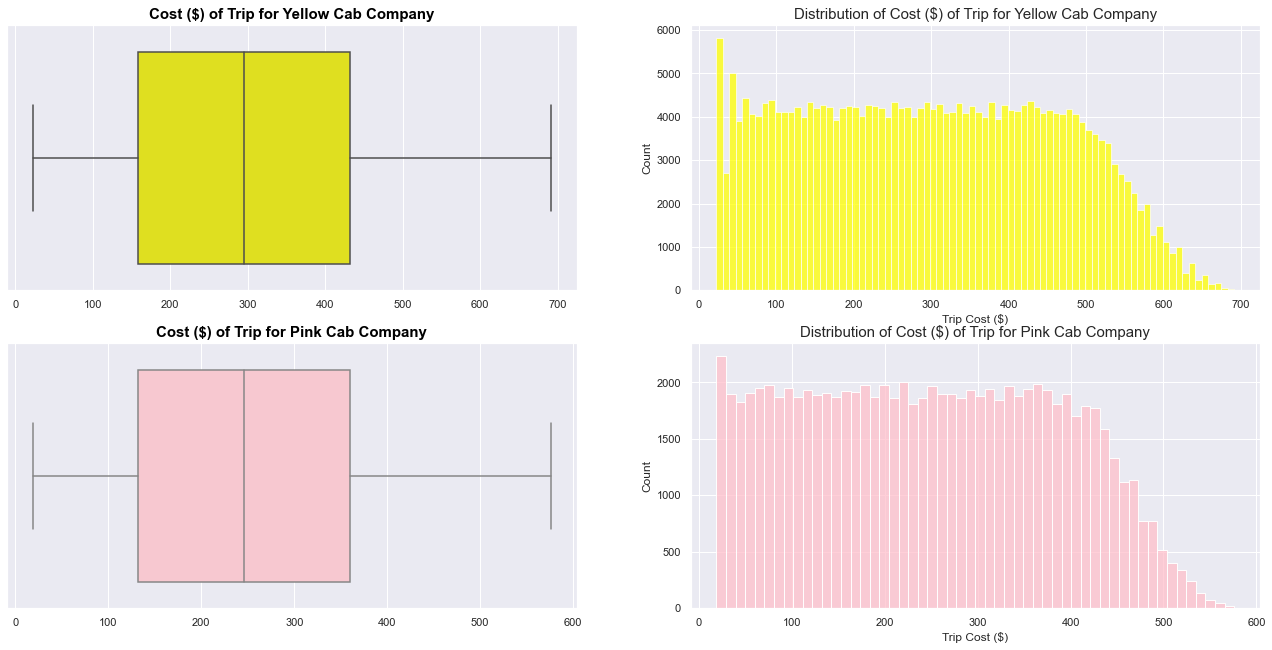 Cost ($) of Trip for Yellow Cab Company
0 100 200 300 400 500 600 700
Distribution of Cost ($) of Trip for Yellow Cab Company
6000
5000
4000
3000
2000
1000
0
Count
0 100 200 300 400 500 600 700
Trip Cost ($)
Cost ($) of Trip for Pink Cab Company
0 100 200 300 400 500 600
Distribution of Cost ($) of Trip for Pink Cab Company
2000
1500
1000
500
0
Count
0 100 200 300 400 500 600
Trip Cost ($)